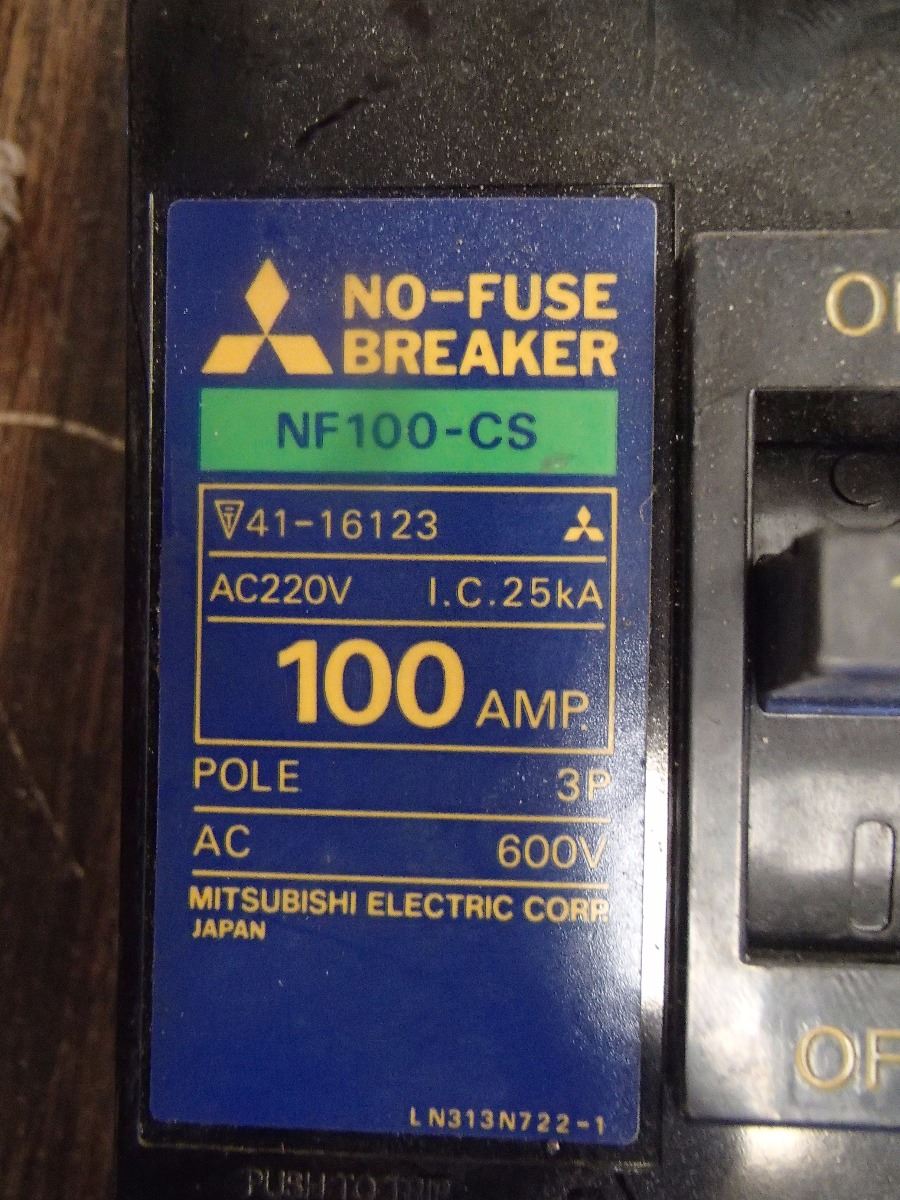 NO-FUSE
BREAKER
NF100-CS
41-16123
AC220V I.C.25kA
100 AMP.
POLE 3P
AC 600V
MITSUBISHI ELECTRIC CORP.
JAPAN
LN313N722-1
PUSH TO TRIP